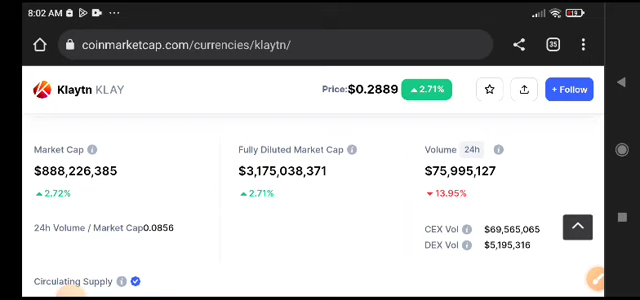 8:02 AM
19
coinmarketcap.com/currencies/klaytn/
35
Klaytn KLAY
Price:$0.2889
2.71%
+ Follow
Market Cap
$888,226,385
2.72%
Fully Diluted Market Cap
$3,175,038,371
2.71%
Volume 24h
$75,995,127
13.95%
24h Volume / Market Cap0.0856
CEX Vol $69,565,065
DEX Vol $5,195,316
Circulating Supply